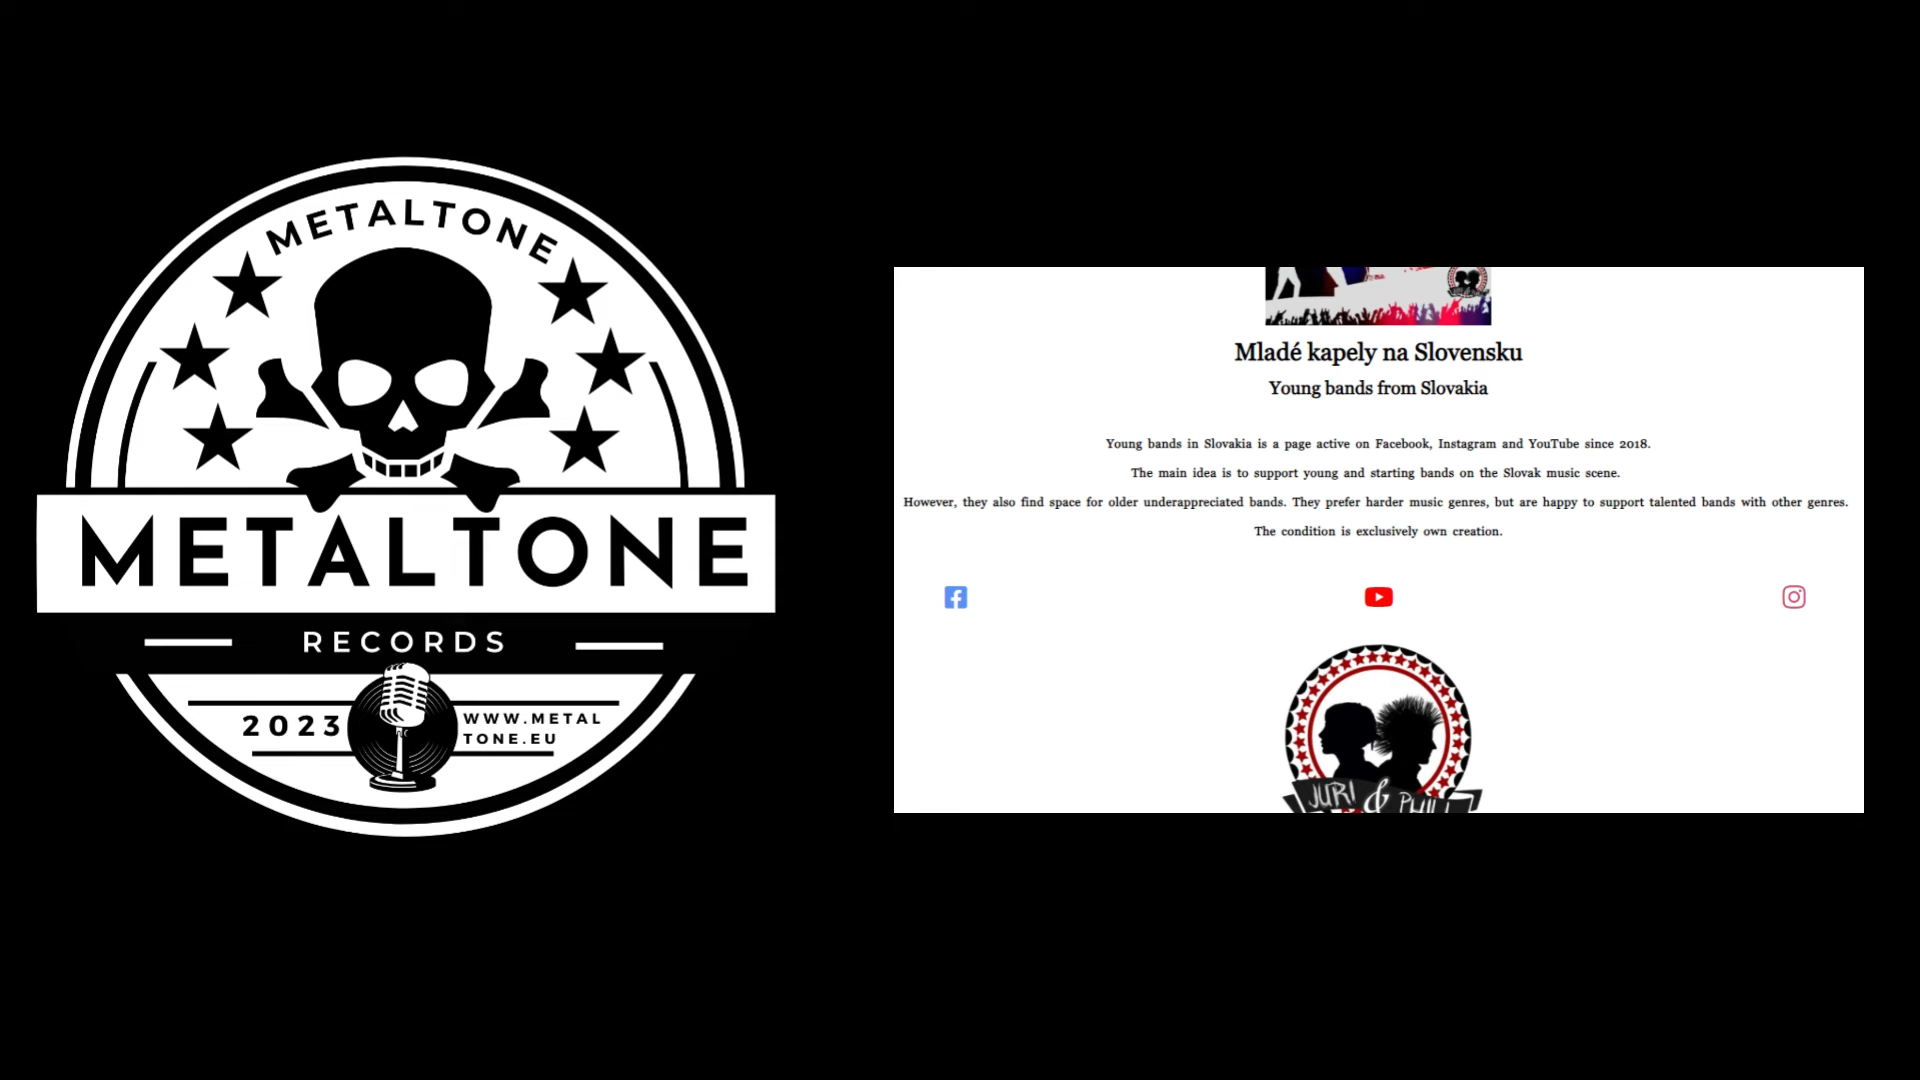 METALTONE
METALTONE
RECORDS
2023
WWW.METAL
TONE.EU
Mladé kapely na Slovensku
Young bands from Slovakia
Young bands in Slovakia is a page active on Facebook, Instagram and YouTube since 2018.
The main idea is to support young and starting bands on the Slovak music scene.
However, they also find space for older underappreciated bands. They prefer harder music genres, but are happy to support talented bands with other genres.
The condition is exclusively own creation.
JURI & PHIL